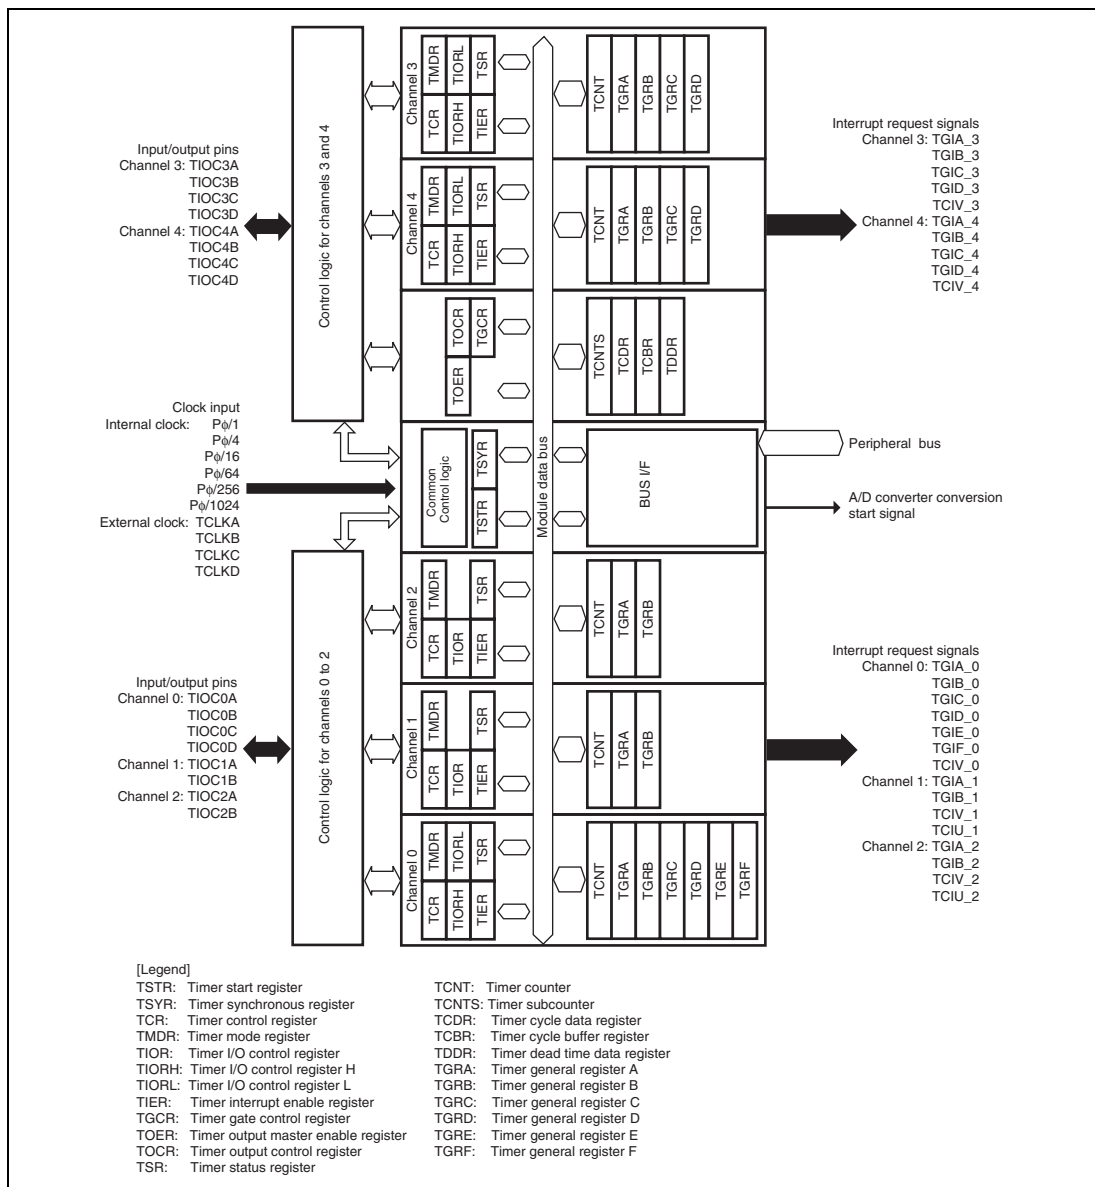 Input/output pins
Channel 3: TIOC3A
TIOC3B
TIOC3C
TIOC3D
Channel 4: TIOC4A
TIOC4B
TIOC4C
TIOC4D
Clock input
Internal clock: Pφ/1
Pφ/4
Pφ/16
Pφ/64
Pφ/256
Pφ/1024
External clock: TCLKA
TCLKB
TCLKC
TCLKD
Input/output pins
Channel 0: TIOC0A
TIOC0B
TIOC0C
TIOC0D
Channel 1: TIOC1A
TIOC1B
Channel 2: TIOC2A
TIOC2B
Control logic for channels 3 and 4
Control logic for channels 0 to 2
Channel 3
TCR TMDR
TIORH TIORL
TIER TSR
TCNT
TGRA
TGRB
TGRC
TGRD
Channel 4
TCR TMDR
TIORH TIORL
TIER TSR
TCNT
TGRA
TGRB
TGRC
TGRD
TOER TOCR
TGCR
TCNTS
TCDR
TCBR
TDDR
Common
Control logic
TSTR TSYR
Module data bus
BUS I/F
Channel 2
TCR TMDR
TIOR
TIER TSR
TCNT
TGRA
TGRB
Channel 1
TCR TMDR
TIOR
TIER TSR
TCNT
TGRA
TGRB
Channel 0
TCR TMDR
TIORH TIORL
TIER TSR
TCNT
TGRA
TGRB
TGRC
TGRD
TGRE
TGRF
Interrupt request signals
Channel 3: TGIA_3
TGIB_3
TGIC_3
TGID_3
TCIV_3
Channel 4: TGIA_4
TGIB_4
TGIC_4
TGID_4
TCIV_4
Peripheral bus
A/D converter conversion
start signal
Interrupt request signals
Channel 0: TGIA_0
TGIB_0
TGIC_0
TGID_0
TGIE_0
TGIF_0
TCIV_0
Channel 1: TGIA_1
TGIB_1
TCIV_1
TCIU_1
Channel 2: TGIA_2
TGIB_2
TCIV_2
TCIU_2
[Legend]
TSTR: Timer start register
TSYR: Timer synchronous register
TCR: Timer control register
TMDR: Timer mode register
TIOR: Timer I/O control register
TIORH: Timer I/O control register H
TIORL: Timer I/O control register L
TIER: Timer interrupt enable register
TGCR: Timer gate control register
TOER: Timer output master enable register
TOCR: Timer output control register
TSR: Timer status register
TCNT: Timer counter
TCNTS: Timer subcounter
TCDR: Timer cycle data register
TCBR: Timer cycle buffer register
TDDR: Timer dead time data register
TGRA: Timer general register A
TGRB: Timer general register B
TGRC: Timer general register C
TGRD: Timer general register D
TGRE: Timer general register E
TGRF: Timer general register F